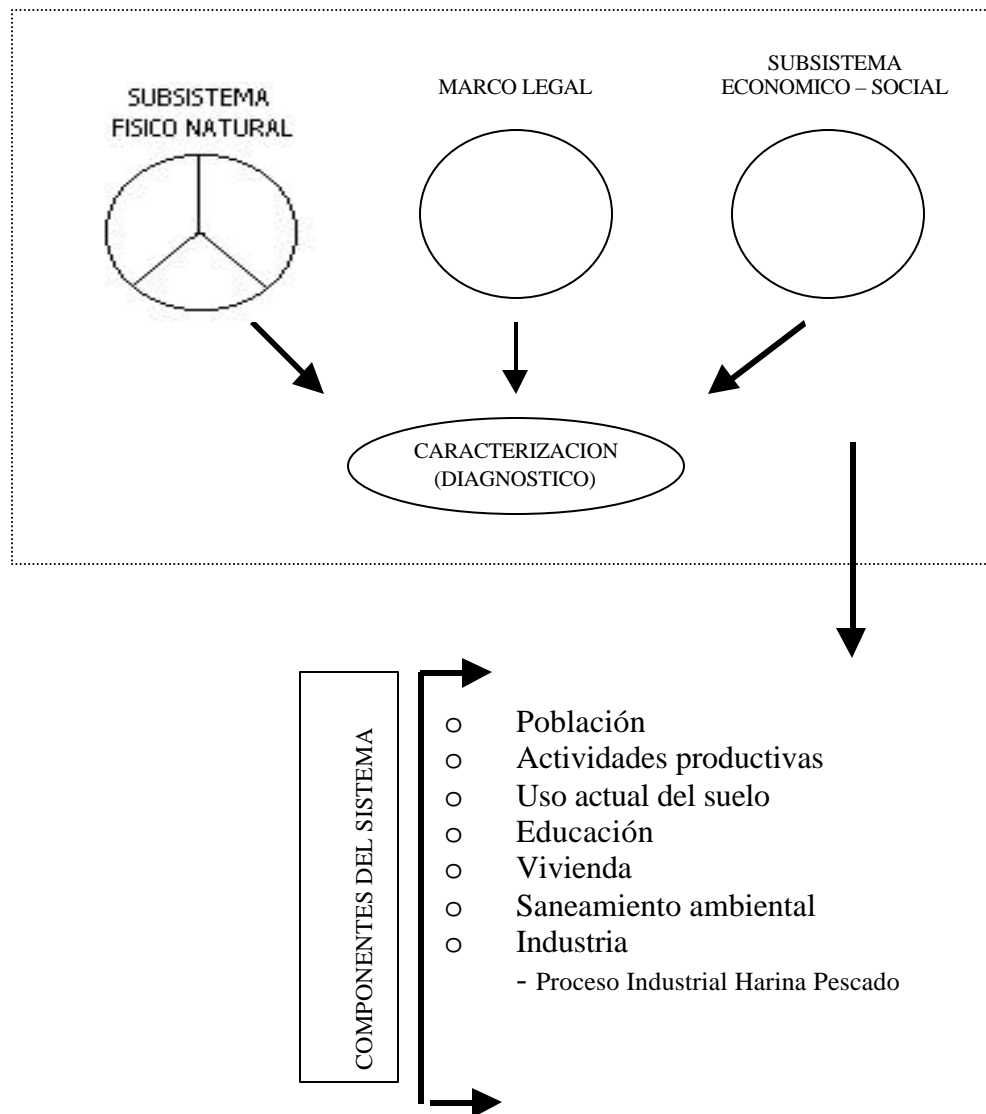 SUBSISTEMA
FISICO NATURAL
MARCO LEGAL
SUBSISTEMA
ECONOMICO – SOCIAL
CARACTERIZACION
(DIAGNOSTICO)
COMPONENTES DEL SISTEMA
o Población
o Actividades productivas
o Uso actual del suelo
o Educación
o Vivienda
o Saneamiento ambiental
o Industria
- Proceso Industrial Harina Pescado